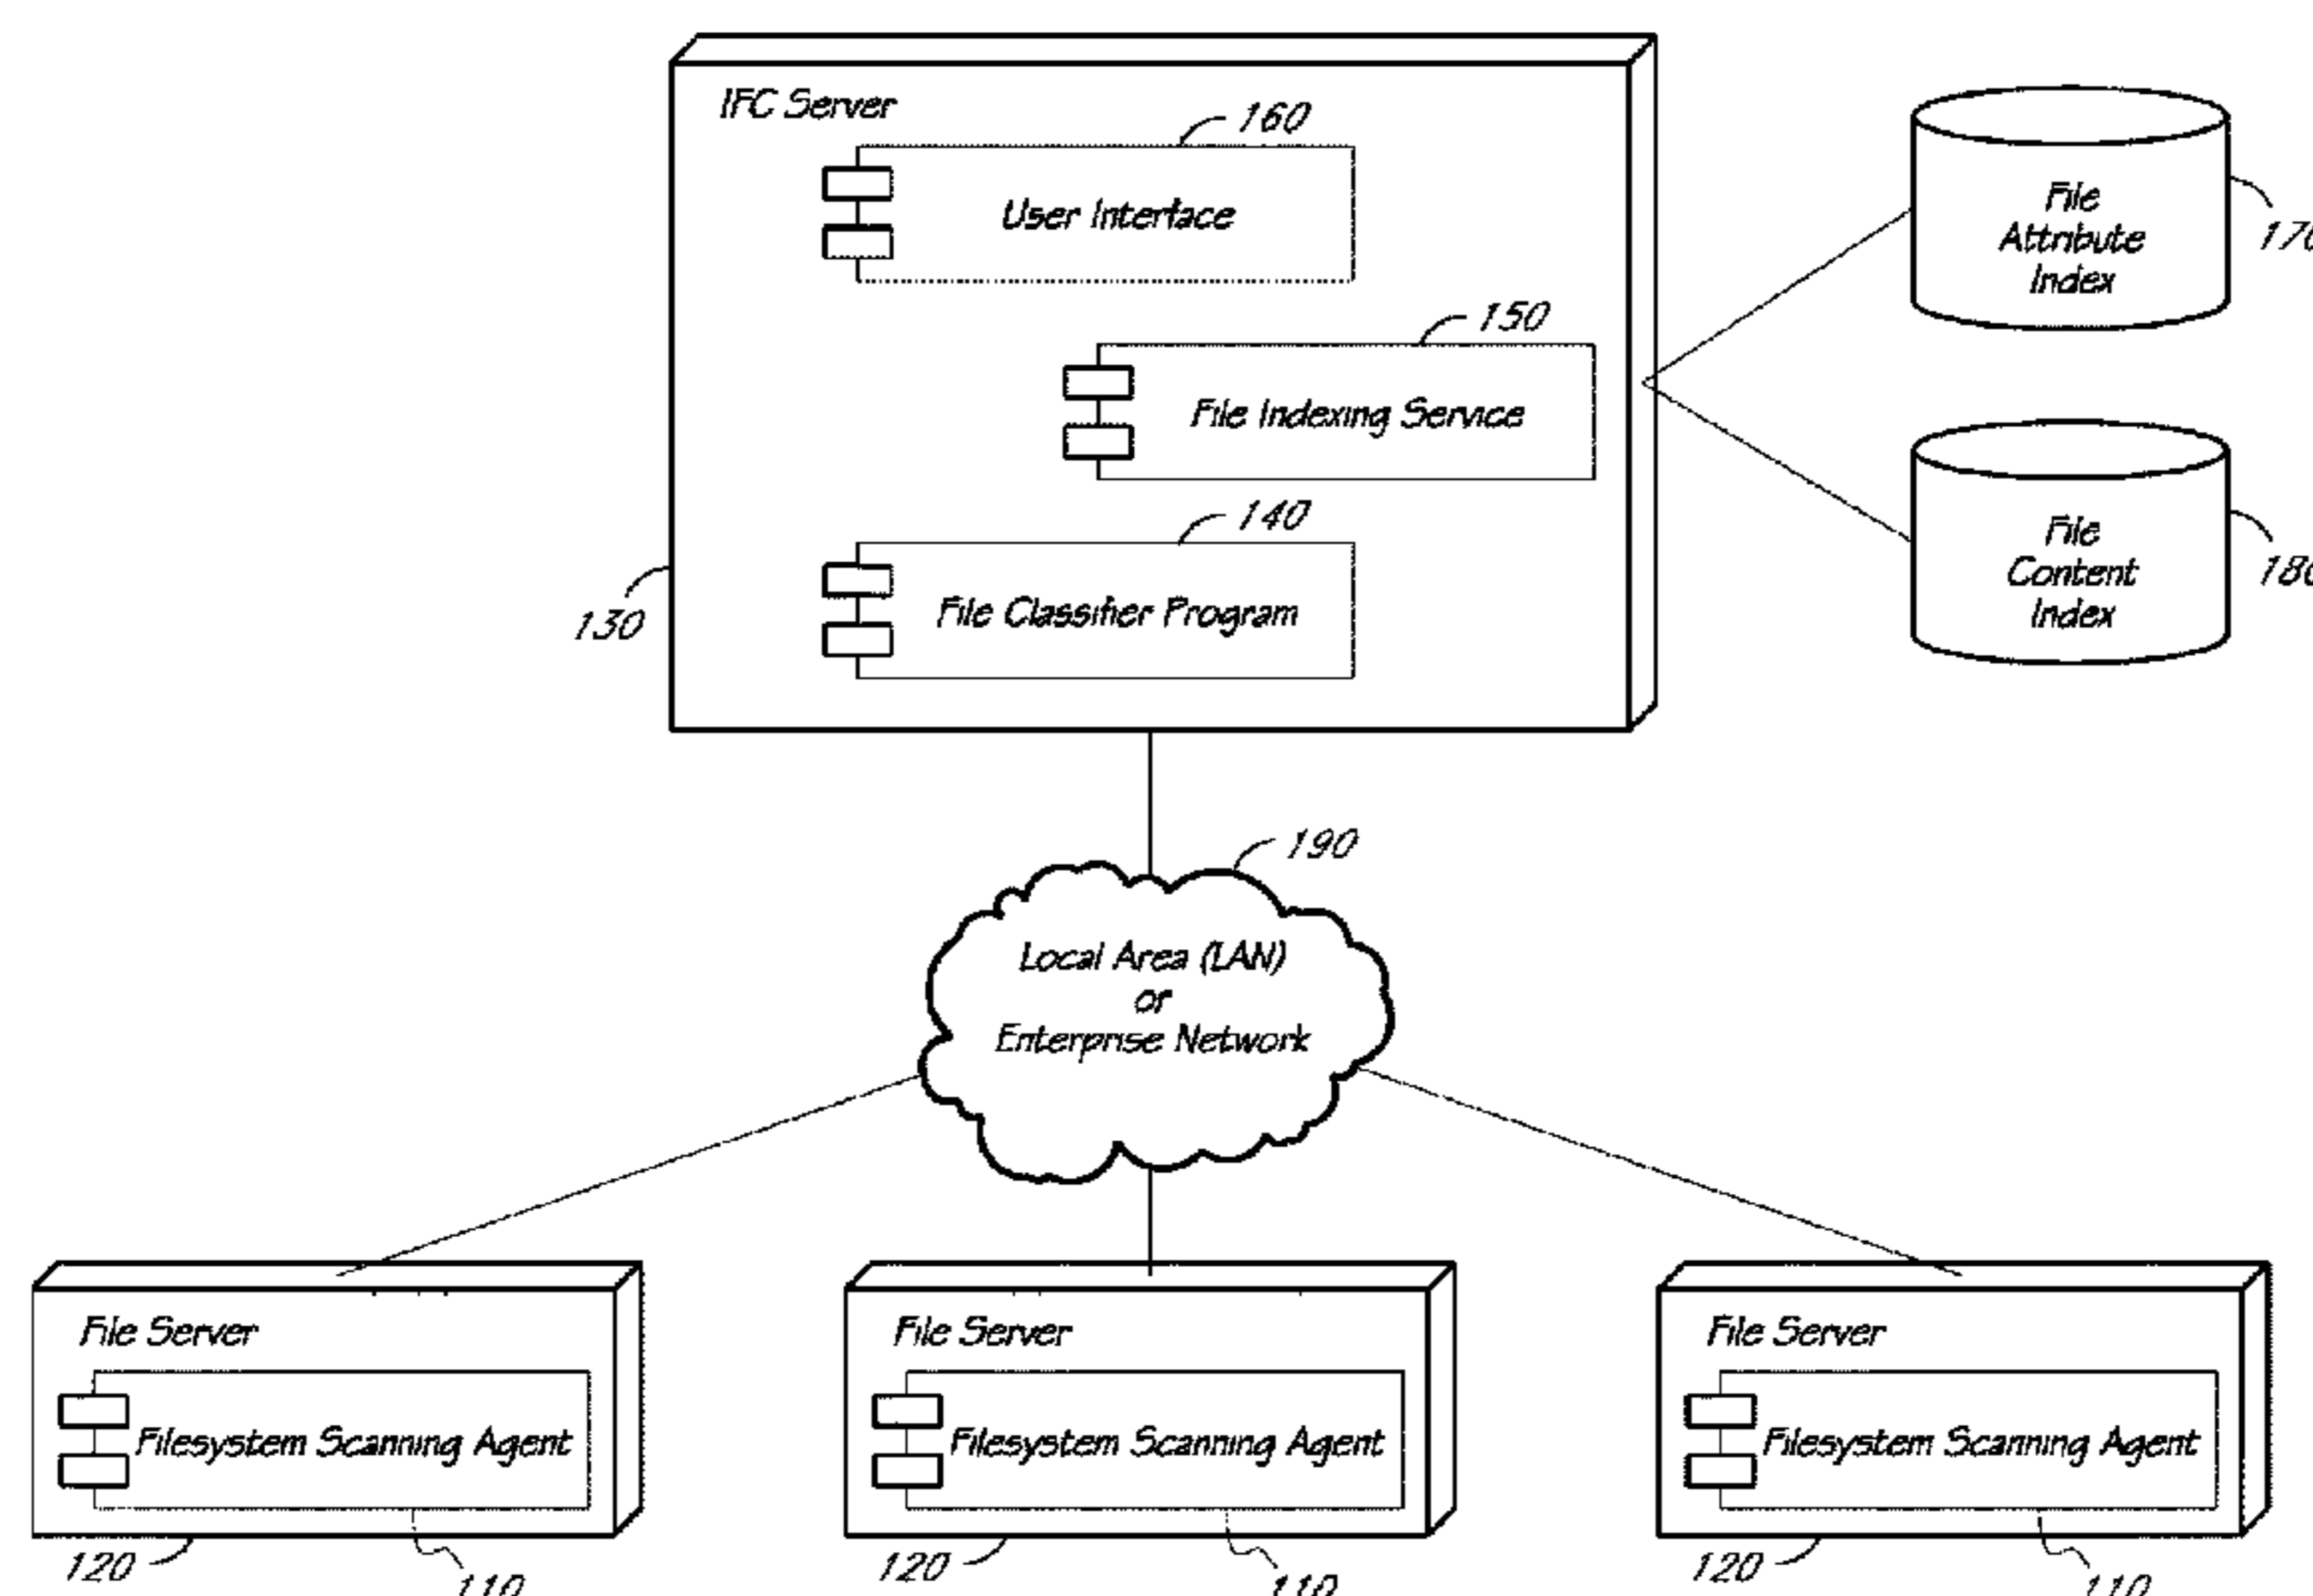 IFC Server
160
User Interface
150
File Indexing Service
140
File Classifier Program
130
File
Attribute
Index
170
File
Content
Index
180
190
Local Area (LAN)
or
Enterprise Network
File Server
Filesystem Scanning Agent
120
110
File Server
Filesystem Scanning Agent
120
110
File Server
Filesystem Scanning Agent
120
110